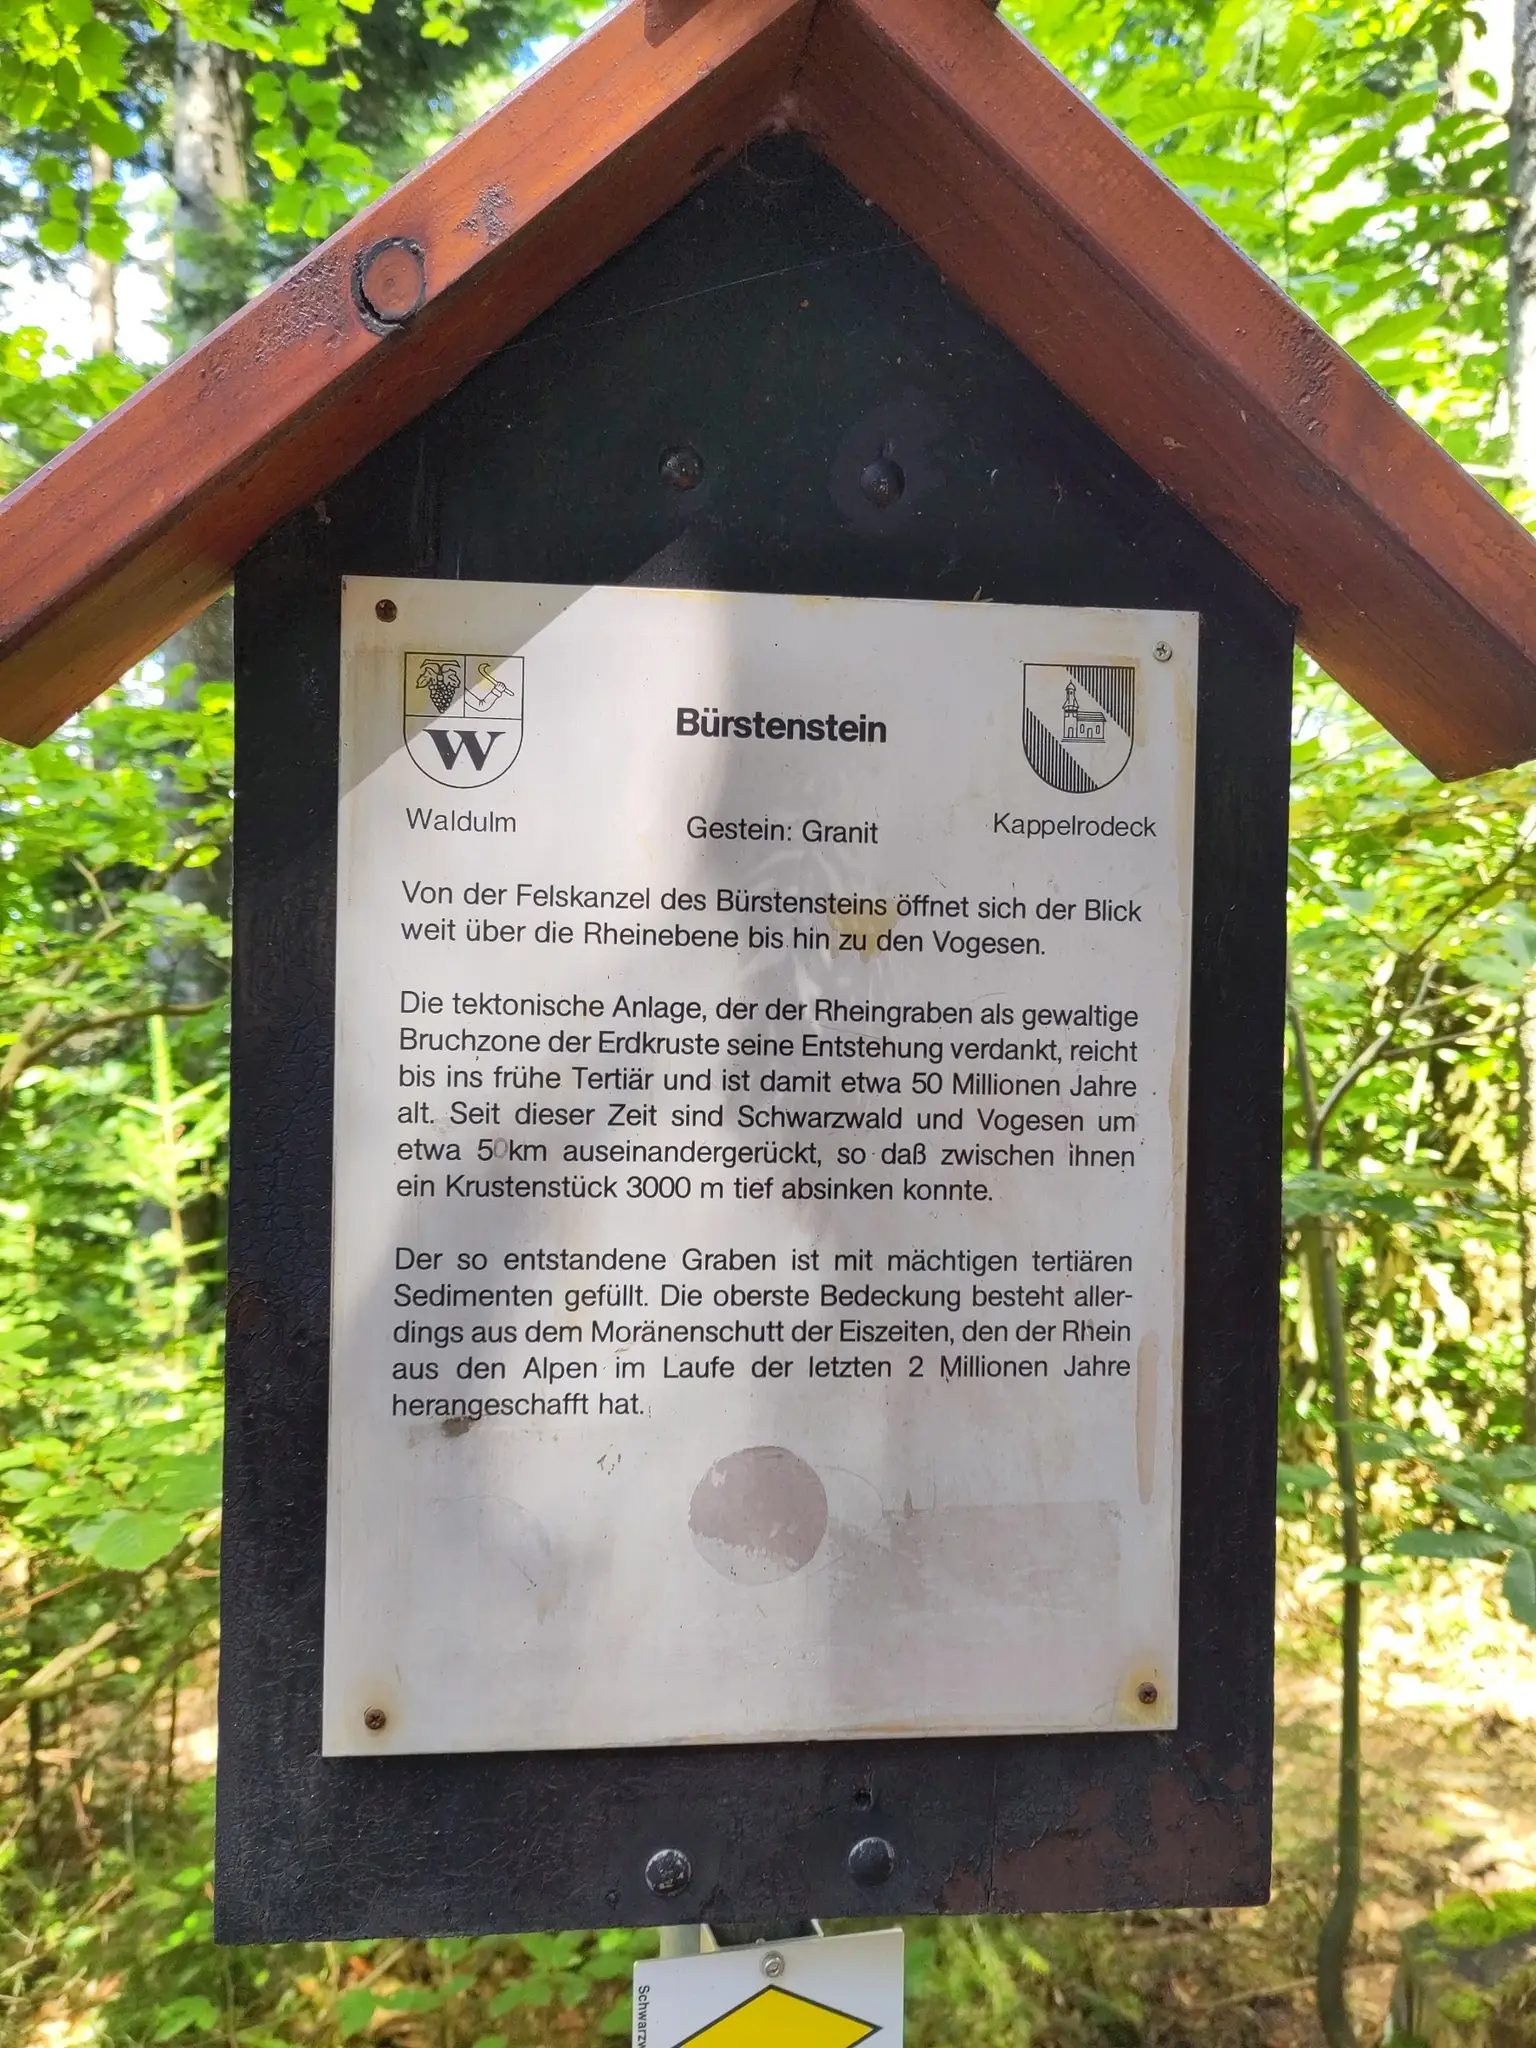 W
Bürstenstein
Waldulm
Gestein: Granit
Kappelrodeck
Von der Felskanzel des Bürstensteins öffnet sich der Blick
weit über die Rheinebene bis hin zu den Vogesen.
Die tektonische Anlage, der der Rheingraben als gewaltige
Bruchzone der Erdkruste seine Entstehung verdankt, reicht
bis ins frühe Tertiär und ist damit etwa 50 Millionen Jahre
alt. Seit dieser Zeit sind Schwarzwald und Vogesen um
etwa 50km auseinandergerückt, so daß zwischen ihnen
ein Krustenstück 3000 m tief absinken konnte.
Der so entstandene Graben ist mit mächtigen tertiären
Sedimenten gefüllt. Die oberste Bedeckung besteht aller-
dings aus dem Moränenschutt der Eiszeiten, den der Rhein
aus den Alpen im Laufe der letzten 2 Millionen Jahre
herangeschafft hat.